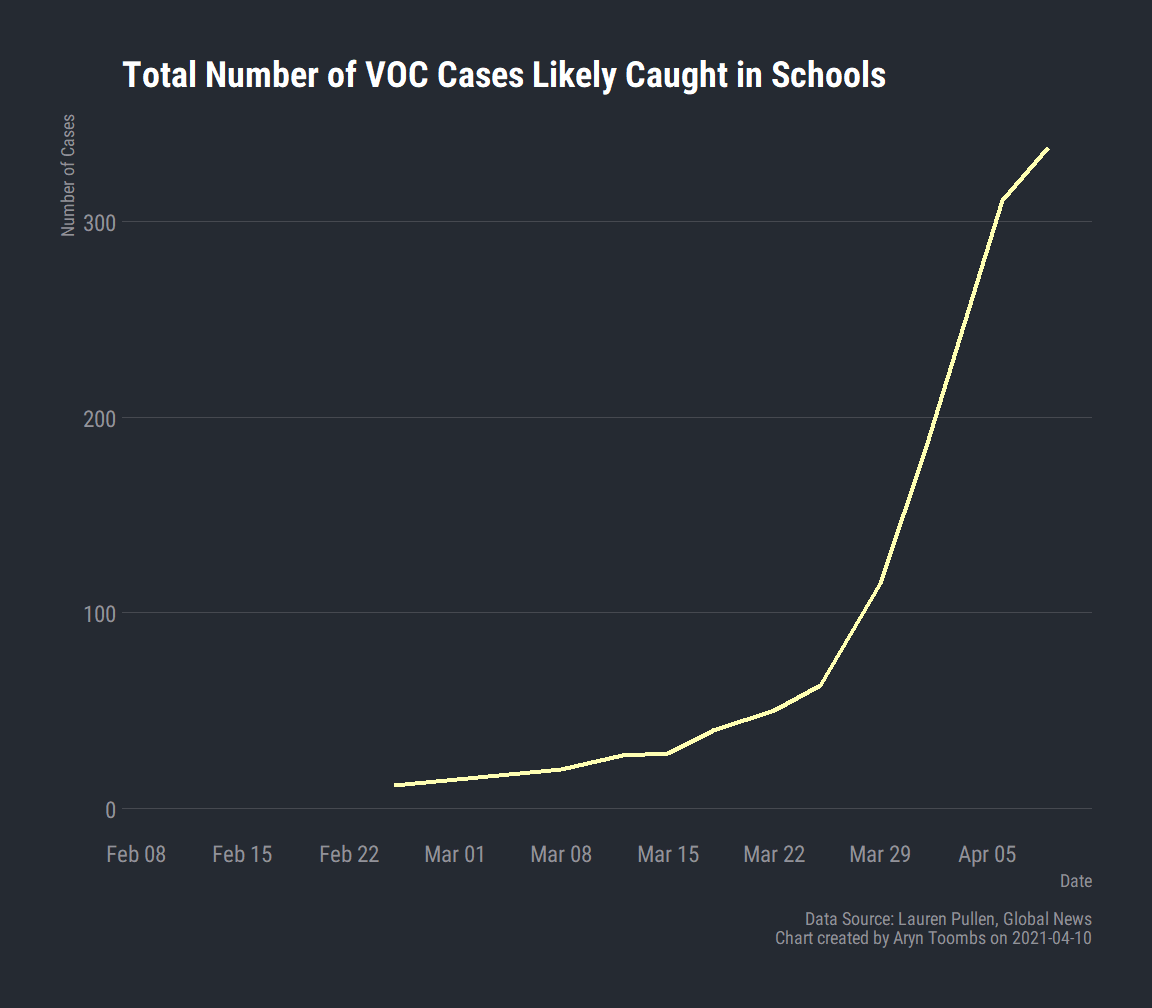 Total Number of VOC Cases Likely Caught in Schools
Number of Cases
300
200
100
0
Feb 08 Feb 15 Feb 22 Mar 01 Mar 08 Mar 15 Mar 22 Mar 29 Apr 05
Date
Data Source: Lauren Pullen, Global News
Chart created by Aryn Toombs on 2021-04-10